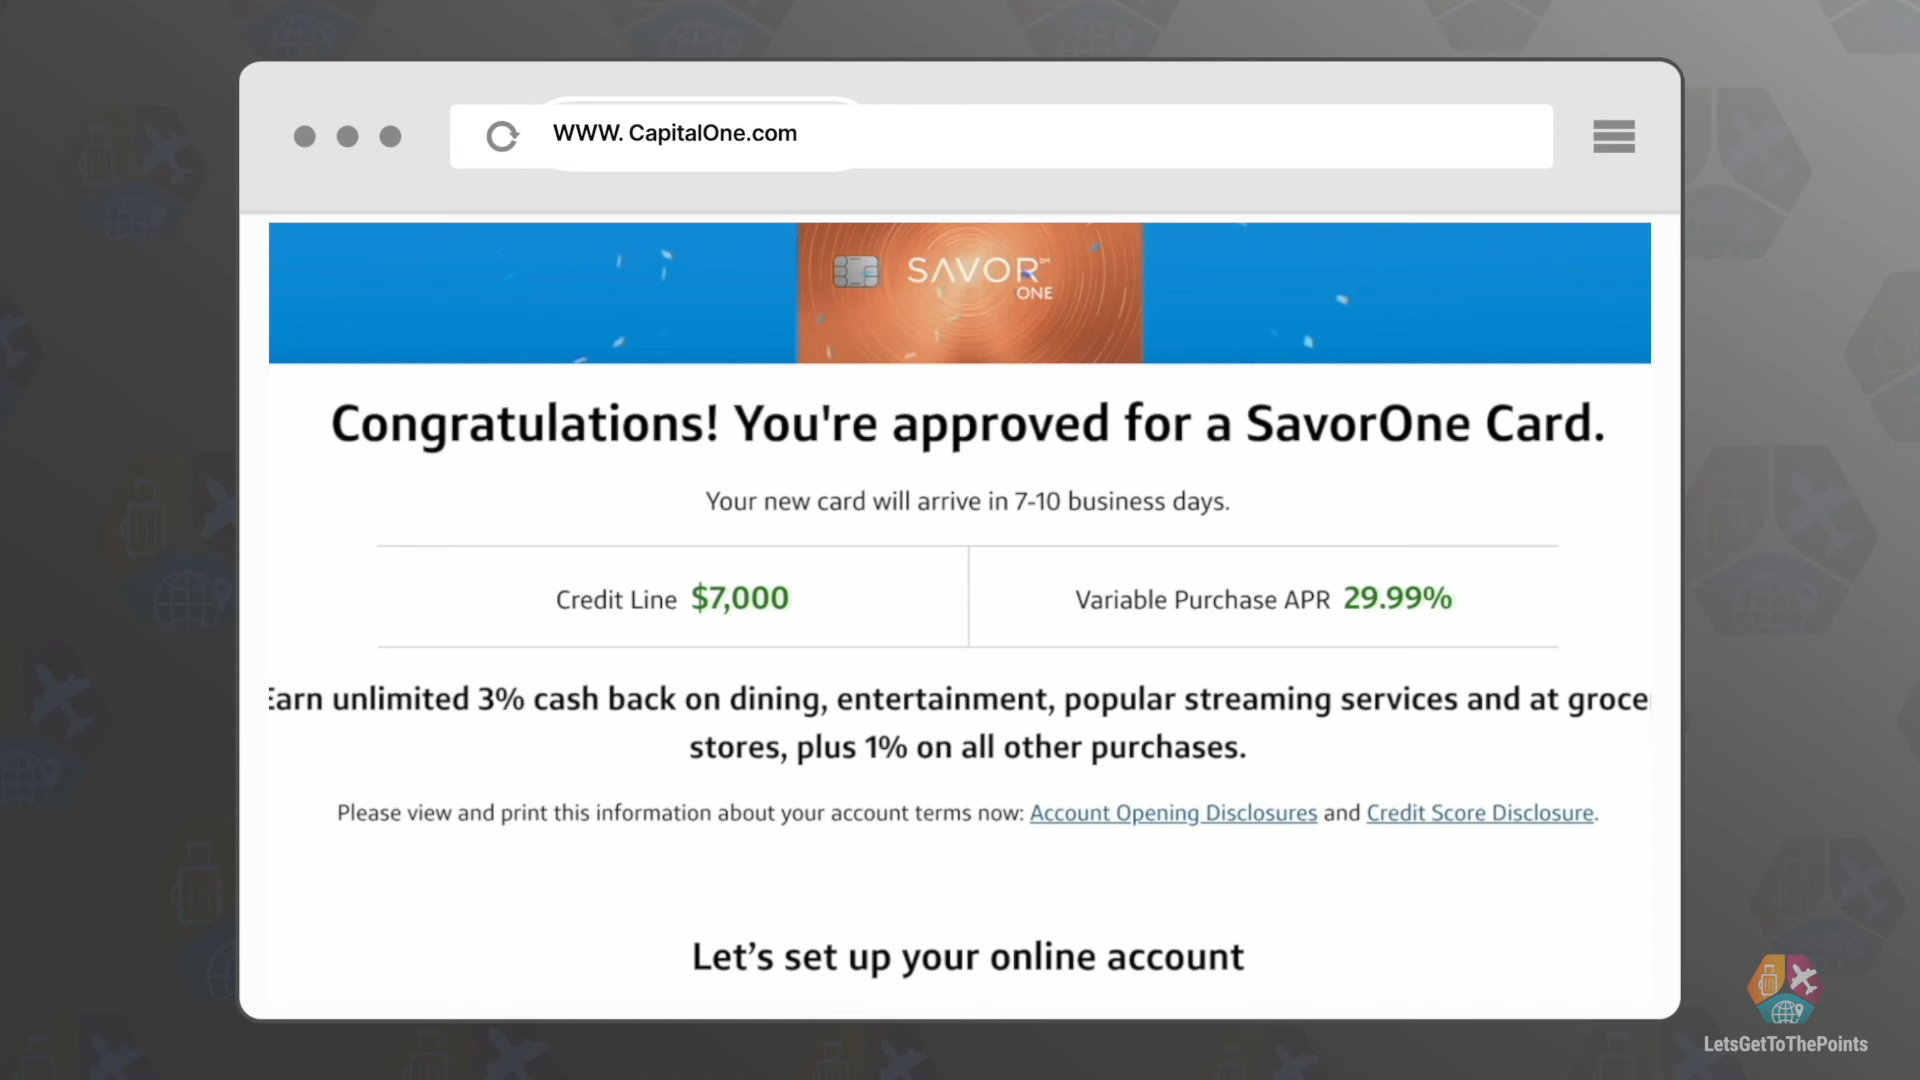 WWW. CapitalOne.com
SAVOR℠
ONE
Congratulations! You're approved for a SavorOne Card.
Your new card will arrive in 7-10 business days.
Credit Line $7,000
Variable Purchase APR 29.99%
Earn unlimited 3% cash back on dining, entertainment, popular streaming services and at groce
stores, plus 1% on all other purchases.
Please view and print this information about your account terms now: Account Opening Disclosures and Credit Score Disclosure.
Let’s set up your online account
LetsGetToThePoints